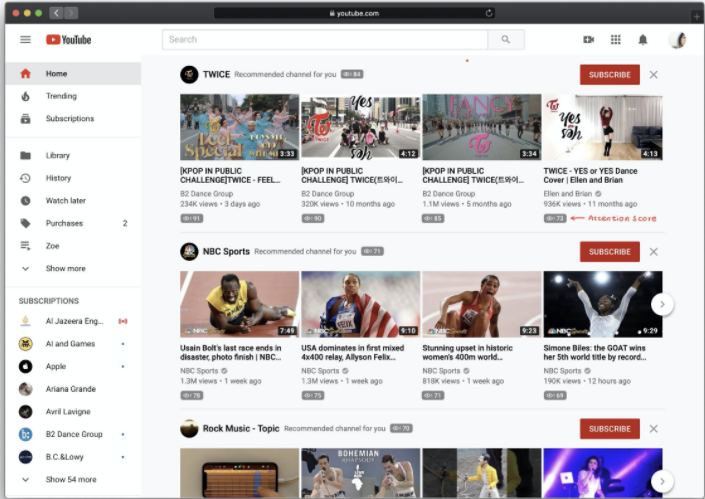 youtube.com
YouTube
Search
Home
Trending
Subscriptions
Library
History
Watch later
Purchases 2
Zoe
Show more
SUBSCRIPTIONS
Al Jazeera Eng...
AI and Games
Apple
Ariana Grande
Avril Lavigne
B2 Dance Group
B.C.&Lowy
Show 54 more
TWICE Recommended channel for you 84
SUBSCRIBE
Feel Special
3:33
Yes
4:12
FANCY
3:34
Yes
4:13
[KPOP IN PUBLIC
CHALLENGE]TWICE - FEEL...
B2 Dance Group
234K views • 3 days ago
91
[KPOP IN PUBLIC
CHALLENGE] TWICE(트와이...
B2 Dance Group
320K views • 10 months ago
90
[KPOP IN PUBLIC
CHALLENGE] TWICE(트와이...
B2 Dance Group
1.1M views • 5 months ago
85
TWICE - YES or YES Dance
Cover | Ellen and Brian
Ellen and Brian
936K views • 11 months ago
73 ← Attention score
NBC Sports Recommended channel for you 71
SUBSCRIBE
NBC
7:49
NBC
9:10
NBC
9:23
NBC
9:29
Usain Bolt's last race ends in
disaster, photo finish | NBC...
NBC Sports
1.3M views • 1 week ago
78
USA dominates in first mixed
4x400 relay, Allyson Felix...
NBC Sports
1.3M views • 1 week ago
75
Stunning upset in historic
women's 400m world...
NBC Sports
818K views • 1 week ago
71
Simone Biles: the GOAT wins
her 5th world title by record...
NBC Sports
190K views • 12 hours ago
69
Rock Music - Topic Recommended channel for you 70
SUBSCRIBE
BOHEMIAN
RHAPSODY